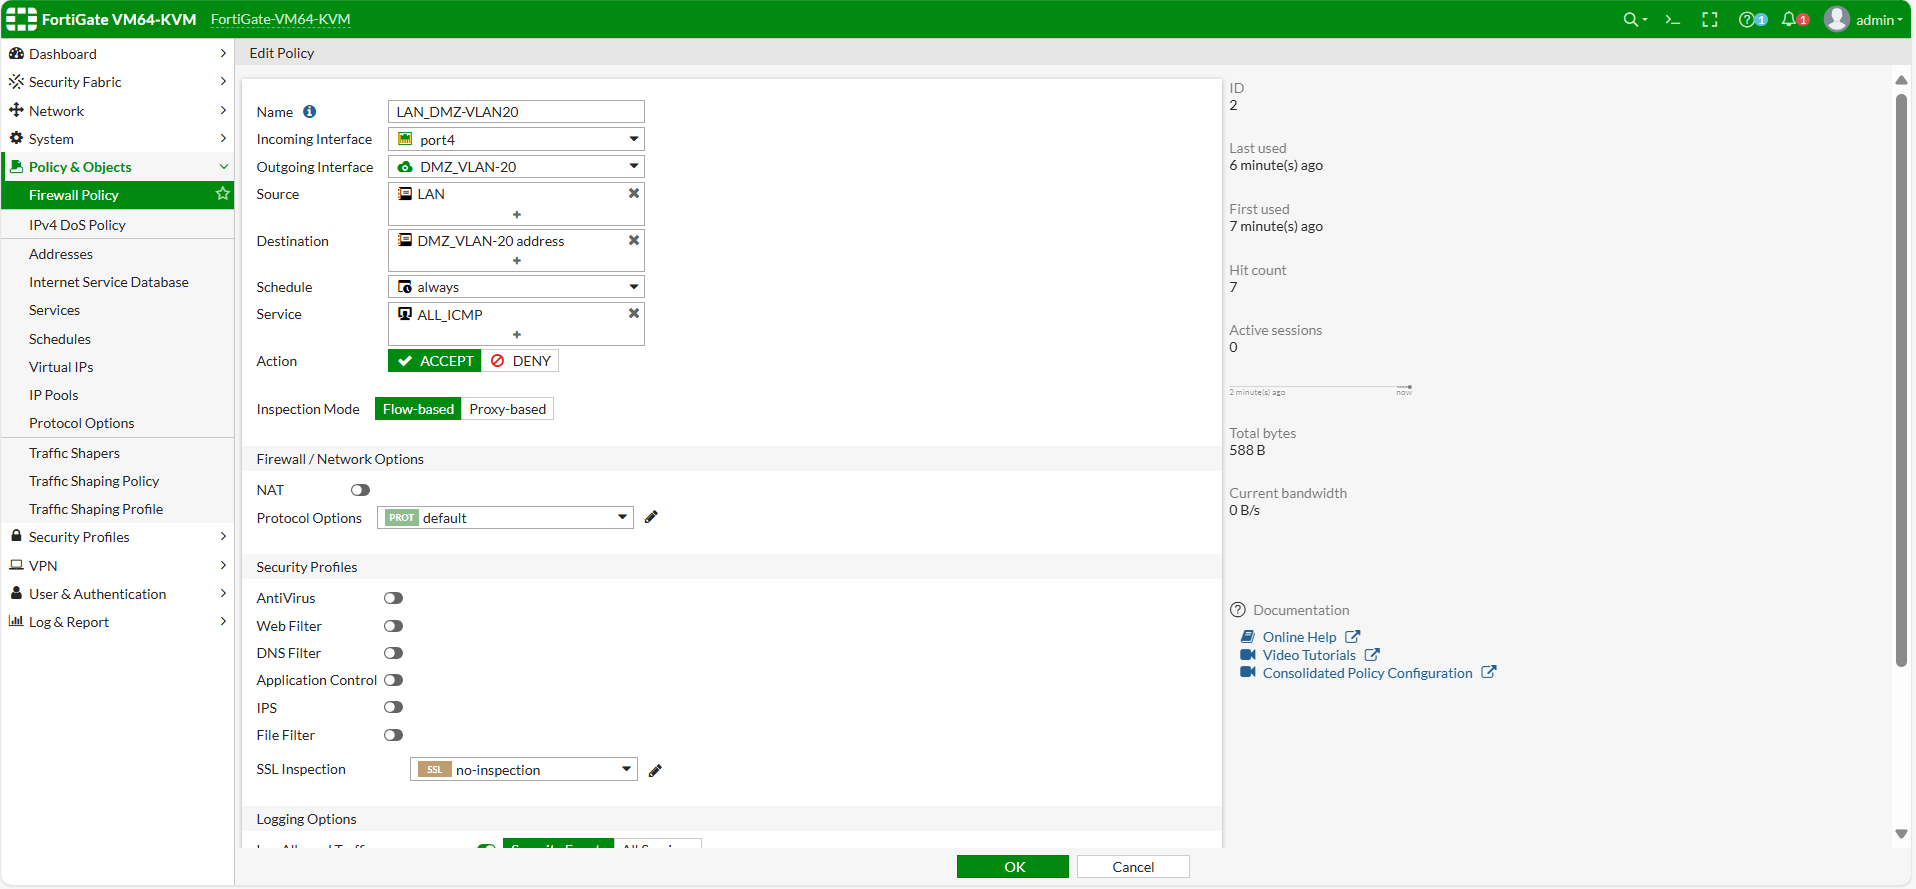 FortiGate VM64-KVM FortiGate-VM64-KVM 1 1 admin
Dashboard
Security Fabric
Network
System
Policy & Objects
Firewall Policy
IPv4 DoS Policy
Addresses
Internet Service Database
Services
Schedules
Virtual IPs
IP Pools
Protocol Options
Traffic Shapers
Traffic Shaping Policy
Traffic Shaping Profile
Security Profiles
VPN
User & Authentication
Log & Report
Edit Policy
Name LAN_DMZ-VLAN20
Incoming Interface port4
Outgoing Interface DMZ_VLAN-20
Source LAN
+
Destination DMZ_VLAN-20 address
+
Schedule always
Service ALL_ICMP
+
Action ACCEPT DENY
Inspection Mode Flow-based Proxy-based
Firewall / Network Options
NAT
Protocol Options PROT default
Security Profiles
AntiVirus
Web Filter
DNS Filter
Application Control
IPS
File Filter
SSL Inspection SSL no-inspection
Logging Options
OK Cancel
ID
2
Last used
6 minute(s) ago
First used
7 minute(s) ago
Hit count
7
Active sessions
0
2 minute(s) ago now
Total bytes
588 B
Current bandwidth
0 B/s
Documentation
Online Help
Video Tutorials
Consolidated Policy Configuration